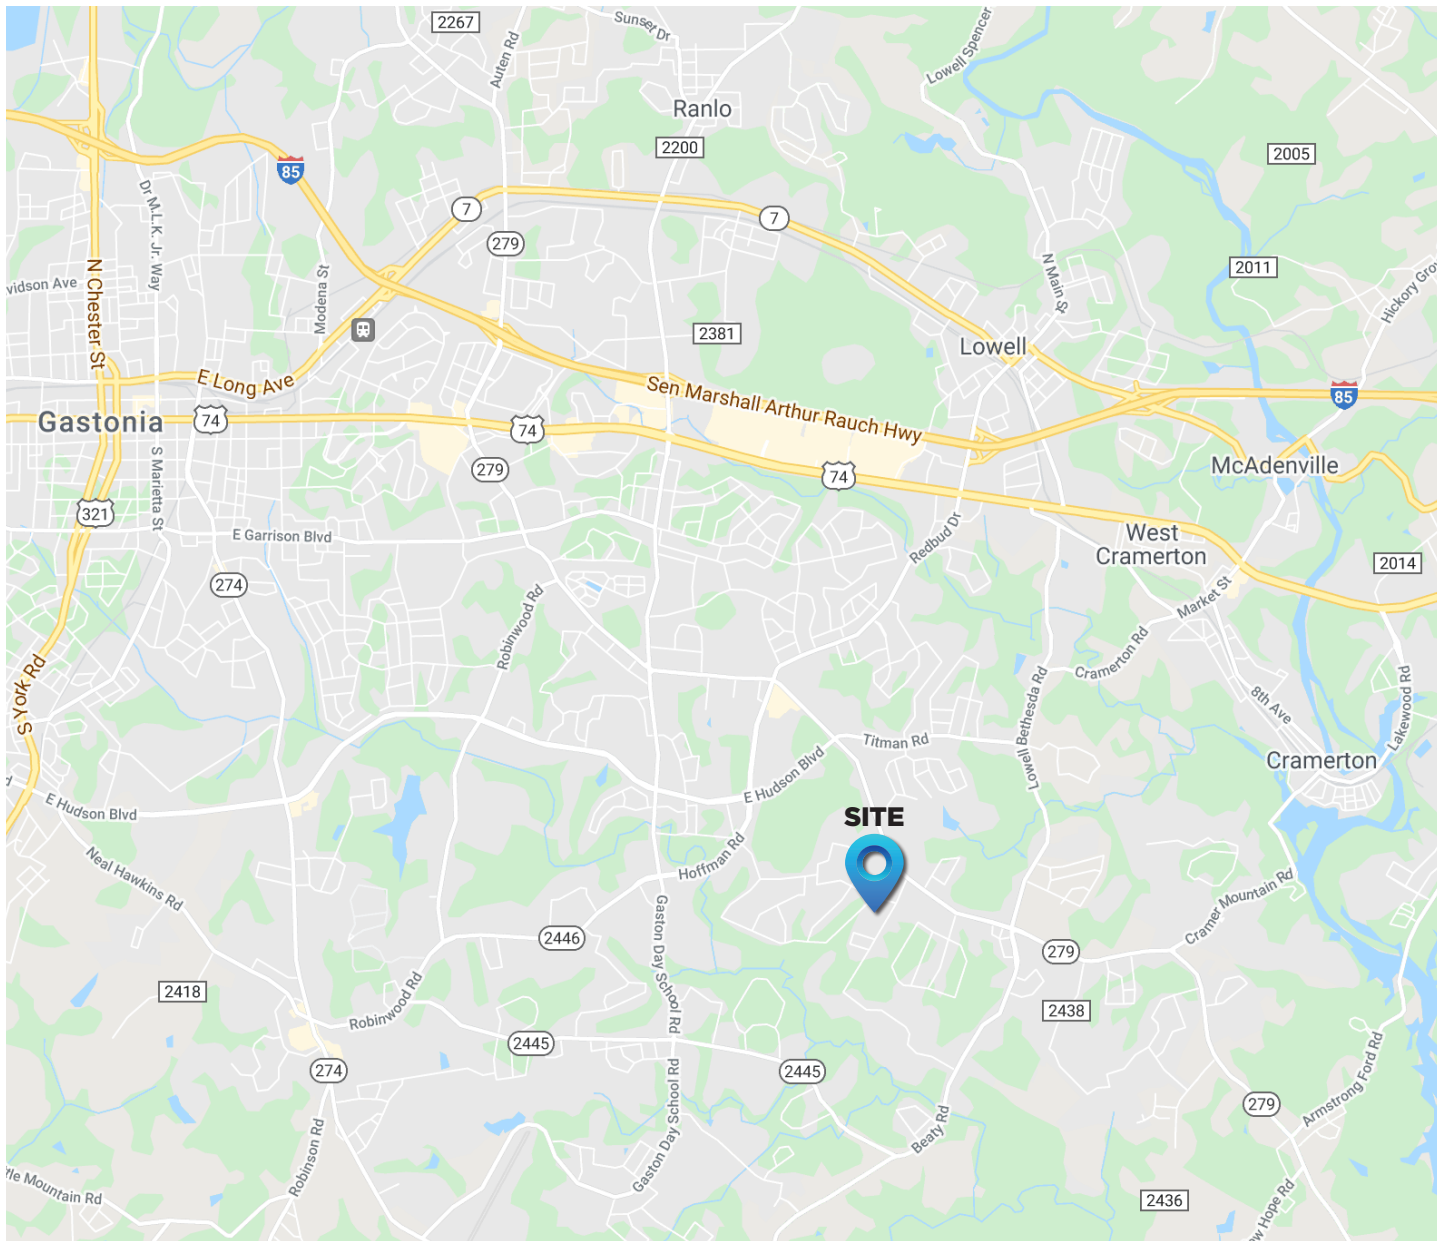 2267
Sunset Dr
Auten Rd
Lowell Spencer
Ranlo
2200
2005
85
Dr M.L.K. Jr. Way
7
7
279
2011
N Main St
vidson Ave
N Chester St
Modena St
Hickory Gro
2381
Lowell
E Long Ave
Sen Marshall Arthur Rauch Hwy
85
Gastonia
74
74
279
74
McAdenville
S Marietta St
321
E Garrison Blvd
Redbud Dr
West
Cramerton
2014
274
Robinwood Rd
Market St
Cramerton Rd
S York Rd
Lowell Bethesda Rd
8th Ave
Lakewood Rd
Titman Rd
Cramerton
E Hudson Blvd
E Hudson Blvd
SITE
Neal Hawkins Rd
Hoffman Rd
Cramer Mountain Rd
Gaston Day School Rd
2446
279
2418
Robinwood Rd
2438
2445
2445
274
Gaston Day School Rd
Armstrong Ford Rd
279
Beaty Rd
Robinson Rd
tle Mountain Rd
2436
ew Hope Rd